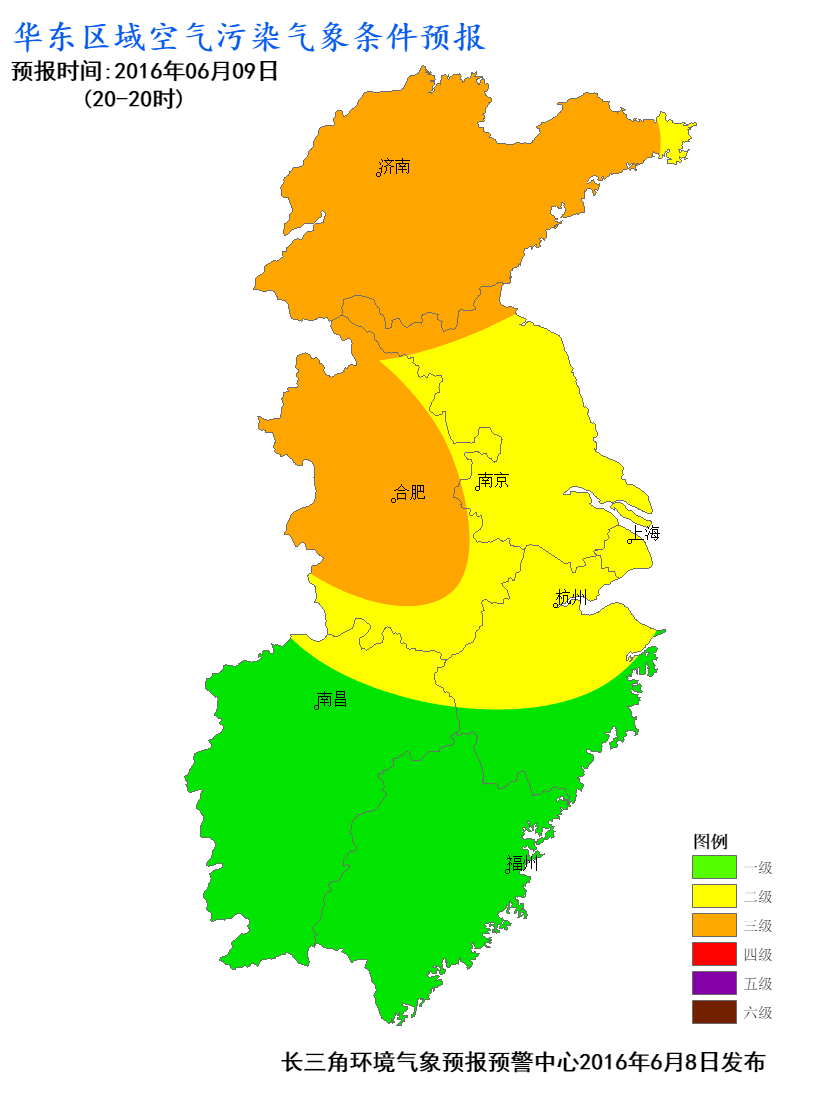 华东区域空气污染气象条件预报
预报时间:2016年06月09日
(20-20时)
济南
合肥
南京
上海
杭州
南昌
福州
图例
一级
二级
三级
四级
五级
六级
长三角环境气象预报预警中心2016年6月8日发布